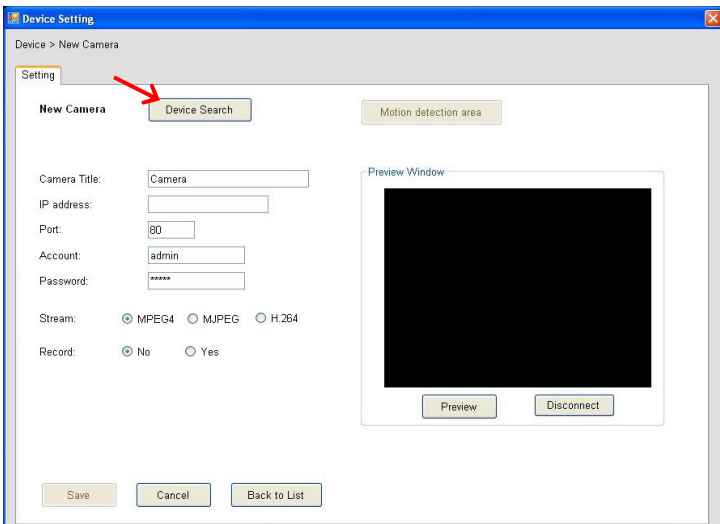 Device Setting
Device > New Camera
Setting
New Camera
Device Search
Motion detection area
Camera Title:
Camera
IP address:
Port:
80
Account:
admin
Password:
*****
Stream:
MPEG4
MJPEG
H.264
Record:
No
Yes
Preview Window
Preview
Disconnect
Save
Cancel
Back to List